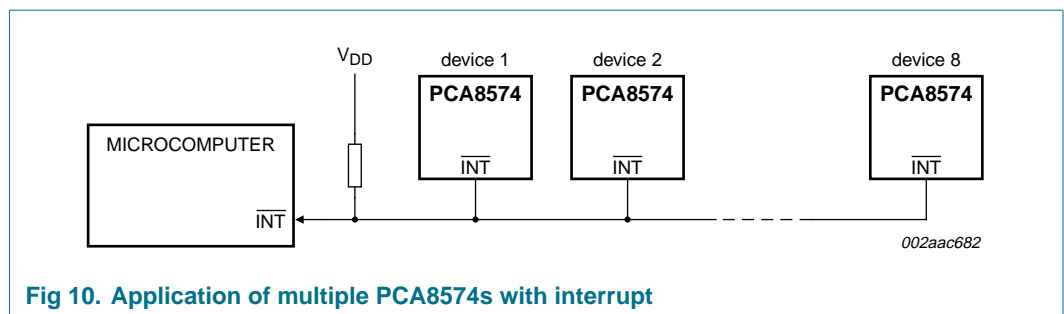 VDD
device 1
device 2
device 8
PCA8574
PCA8574
PCA8574
MICROCOMPUTER
INT
INT
INT
INT
002aac682
Fig 10. Application of multiple PCA8574s with interrupt